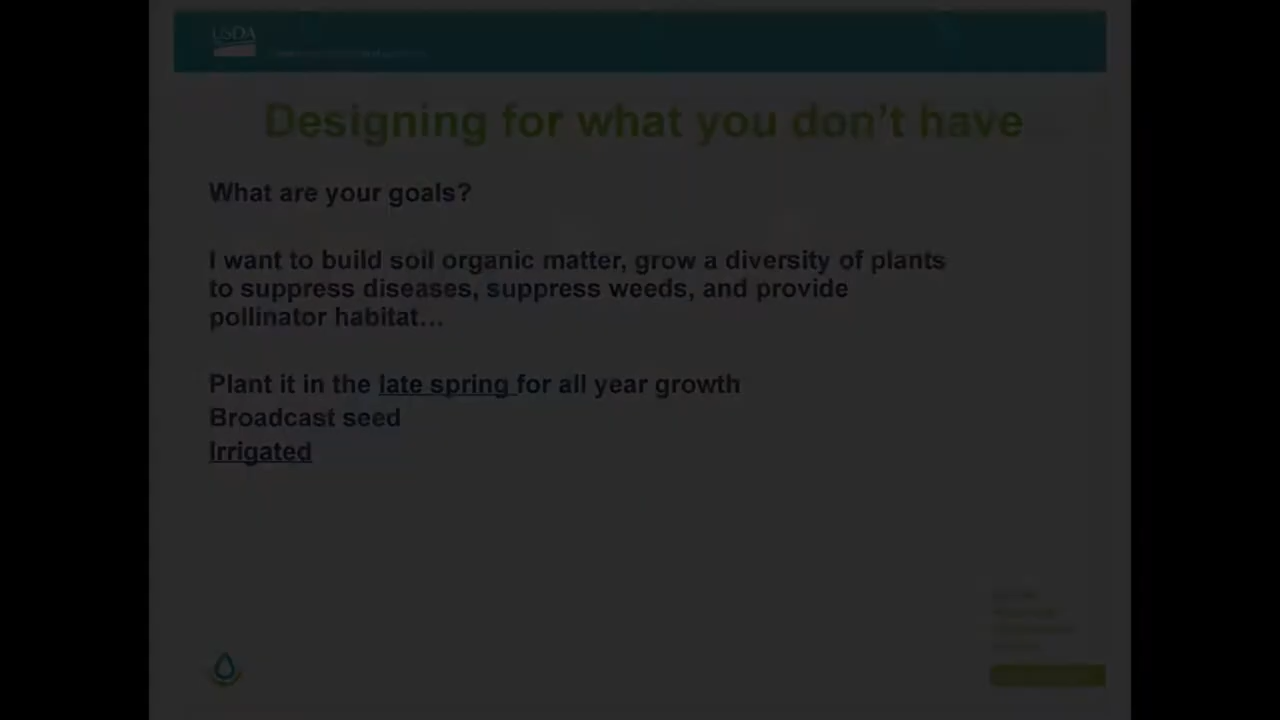 USDA
Designing for what you don't have
What are your goals?
I want to build soil organic matter, grow a diversity of plants
to suppress diseases, suppress weeds, and provide
pollinator habitat…
Plant it in the late spring for all year growth
Broadcast seed
Irrigated